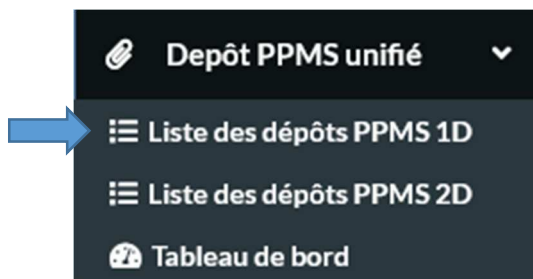 Depôt PPMS unifié
Liste des dépôts PPMS 1D
Liste des dépôts PPMS 2D
Tableau de bord